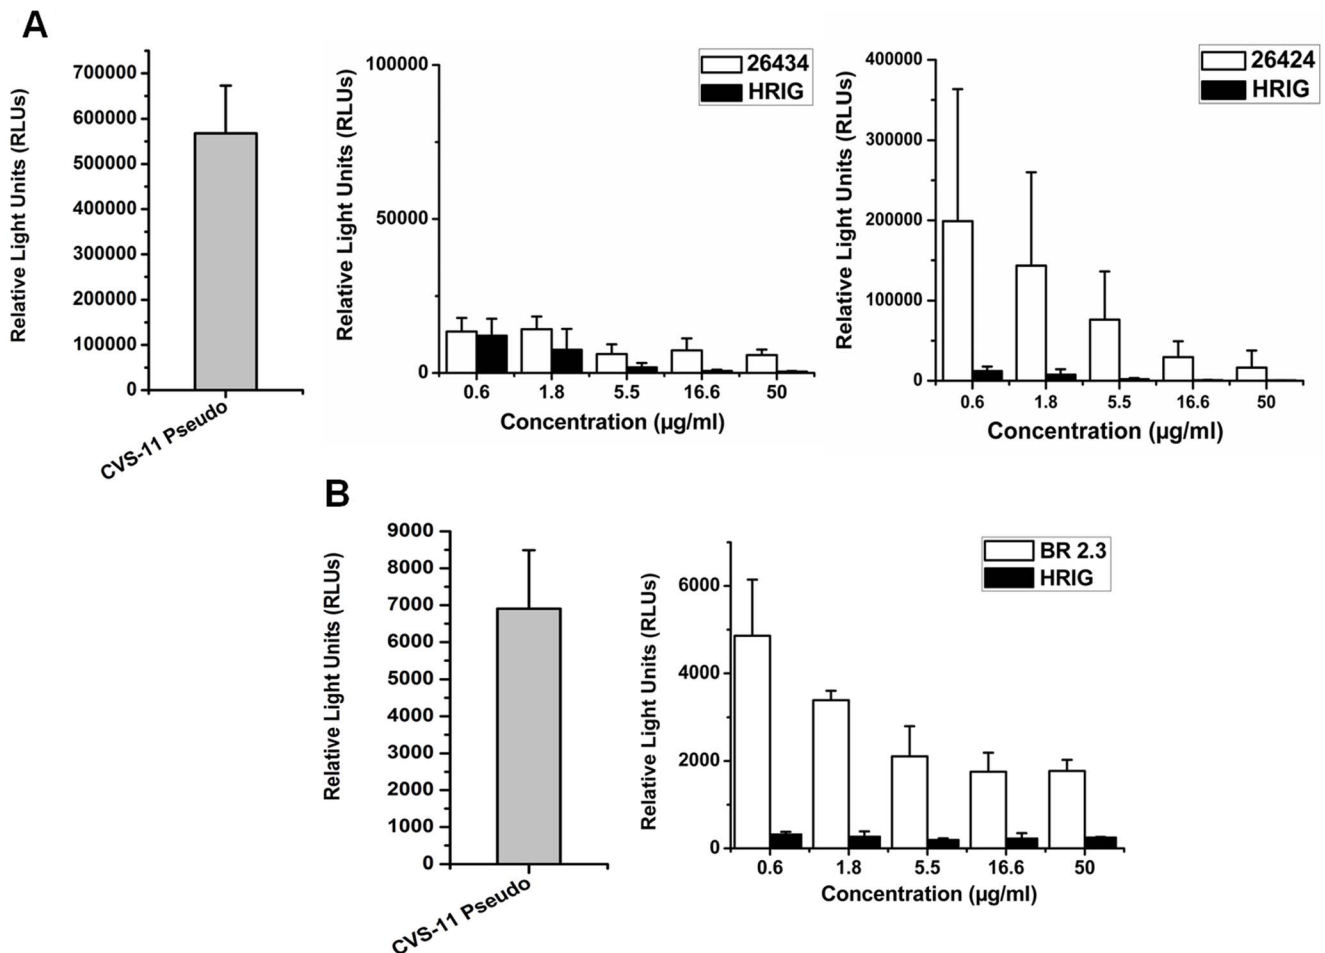 A
Relative Light Units (RLUs)
700000
600000
500000
400000
300000
200000
100000
0
CVS-11 Pseudo
Relative Light Units (RLUs)
100000
50000
0
26434
HRIG
0.6 1.8 5.5 16.6 50
Concentration (µg/ml)
Relative Light Units (RLUs)
400000
300000
200000
100000
0
26424
HRIG
0.6 1.8 5.5 16.6 50
Concentration (µg/ml)
B
Relative Light Units (RLUs)
9000
8000
7000
6000
5000
4000
3000
2000
1000
0
CVS-11 Pseudo
Relative Light Units (RLUs)
6000
4000
2000
0
BR 2.3
HRIG
0.6 1.8 5.5 16.6 50
Concentration (µg/ml)